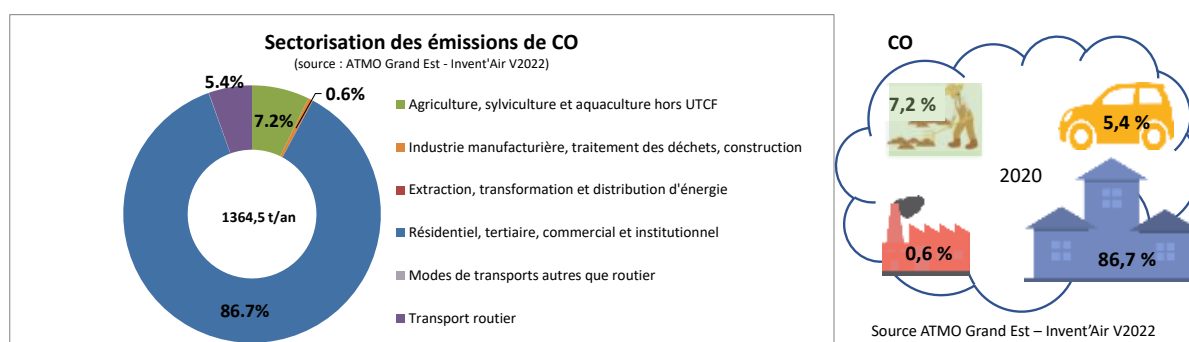 Sectorisation des émissions de CO
(source : ATMO Grand Est - Invent'Air V2022)
5.4%
0.6%
7.2%
1364,5 t/an
86.7%
Agriculture, sylviculture et aquaculture hors UTCF
Industrie manufacturière, traitement des déchets, construction
Extraction, transformation et distribution d'énergie
Résidentiel, tertiaire, commercial et institutionnel
Modes de transports autres que routier
Transport routier
CO
7,2 %
5,4 %
2020
0,6 %
86,7 %
Source ATMO Grand Est – Invent’Air V2022